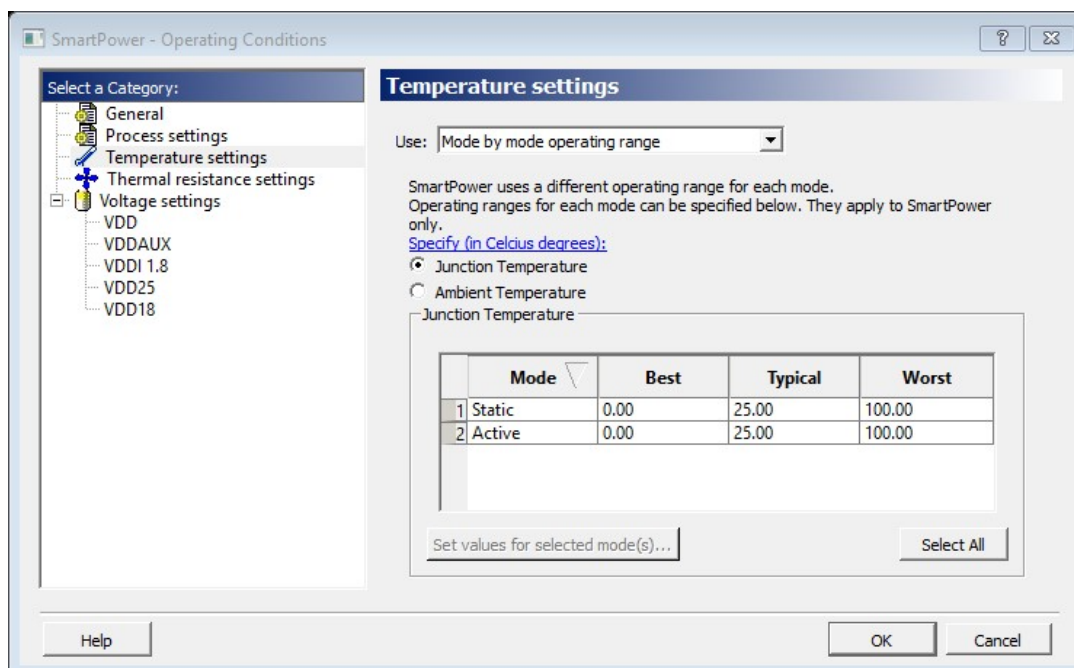 SmartPower - Operating Conditions
?
Select a Category:
General
Process settings
Temperature settings
Thermal resistance settings
Voltage settings
VDD
VDDAUX
VDDI 1.8
VDD25
VDD18
Temperature settings
Use: Mode by mode operating range
SmartPower uses a different operating range for each mode.
Operating ranges for each mode can be specified below. They apply to SmartPower
only.
Specify (in Celcius degrees):
Junction Temperature
Ambient Temperature
Junction Temperature
Mode Best Typical Worst
1 Static 0.00 25.00 100.00
2 Active 0.00 25.00 100.00
Set values for selected mode(s)... Select All
Help OK Cancel